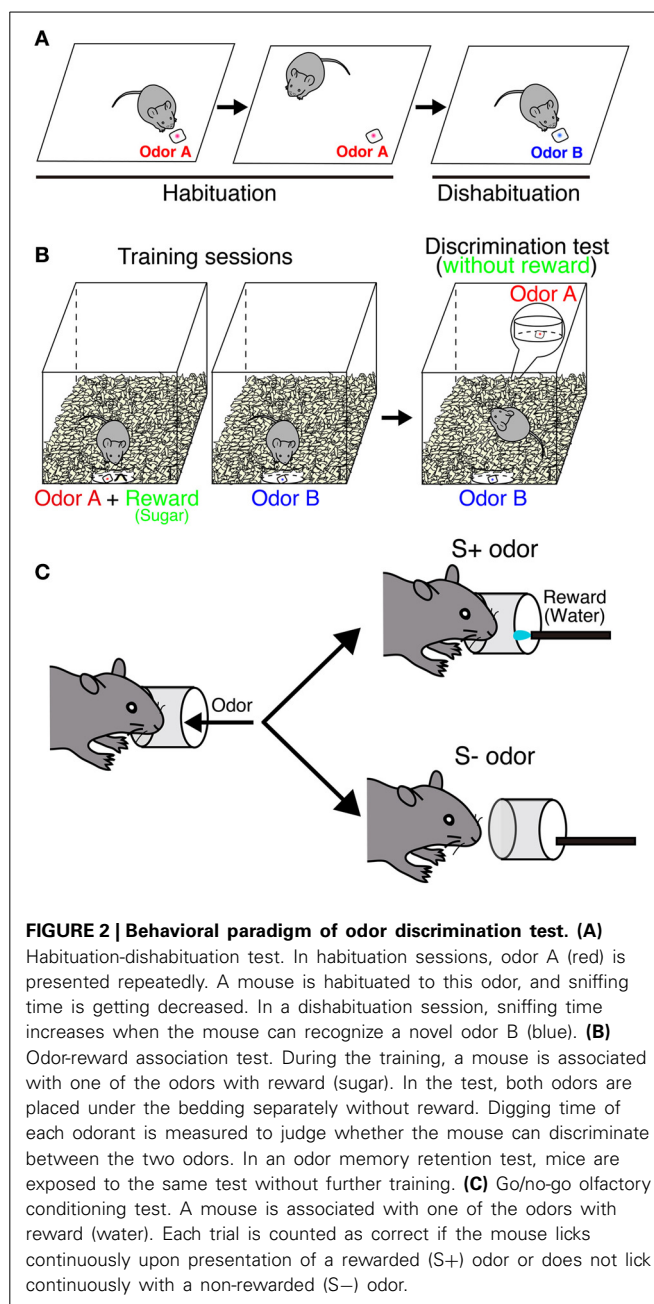 A
Odor A
Odor A
Odor B
Habituation
Dishabituation
B
Training sessions
Discrimination test
(without reward)
Odor A
Odor A + Reward
(Sugar)
Odor B
Odor B
C
S+ odor
Reward
(Water)
Odor
S- odor
FIGURE 2 | Behavioral paradigm of odor discrimination test. (A)
Habituation-dishabituation test. In habituation sessions, odor A (red) is
presented repeatedly. A mouse is habituated to this odor, and sniffing
time is getting decreased. In a dishabituation session, sniffing time
increases when the mouse can recognize a novel odor B (blue). (B)
Odor-reward association test. During the training, a mouse is associated
with one of the odors with reward (sugar). In the test, both odors are
placed under the bedding separately without reward. Digging time of
each odorant is measured to judge whether the mouse can discriminate
between the two odors. In an odor memory retention test, mice are
exposed to the same test without further training. (C) Go/no-go olfactory
conditioning test. A mouse is associated with one of the odors with
reward (water). Each trial is counted as correct if the mouse licks
continuously upon presentation of a rewarded (S+) odor or does not lick
continuously with a non-rewarded (S−) odor.